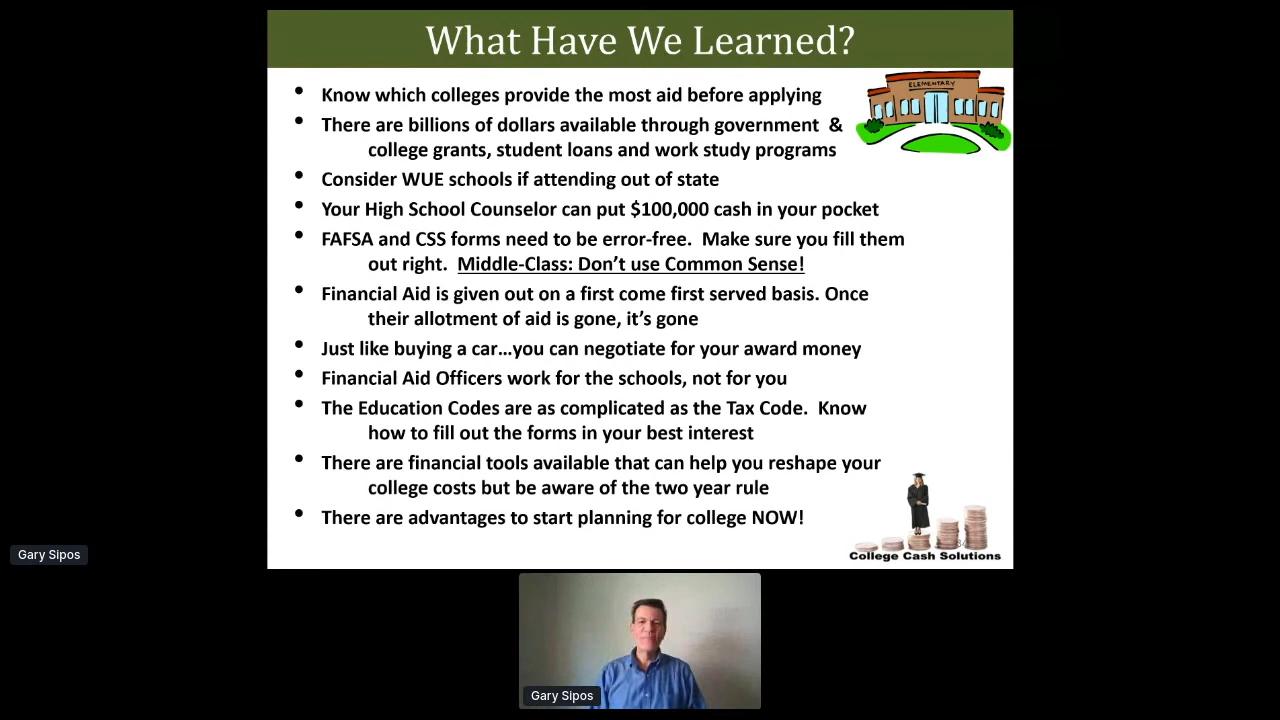 What Have We Learned?
ELEMENTARY
• Know which colleges provide the most aid before applying
• There are billions of dollars available through government &
college grants, student loans and work study programs
• Consider WUE schools if attending out of state
• Your High School Counselor can put $100,000 cash in your pocket
• FAFSA and CSS forms need to be error-free. Make sure you fill them
out right. Middle-Class: Don't use Common Sense!
• Financial Aid is given out on a first come first served basis. Once
their allotment of aid is gone, it's gone
• Just like buying a car…you can negotiate for your award money
• Financial Aid Officers work for the schools, not for you
• The Education Codes are as complicated as the Tax Code. Know
how to fill out the forms in your best interest
• There are financial tools available that can help you reshape your
college costs but be aware of the two year rule
• There are advantages to start planning for college NOW!
College Cash Solutions
Gary Sipos
Gary Sipos